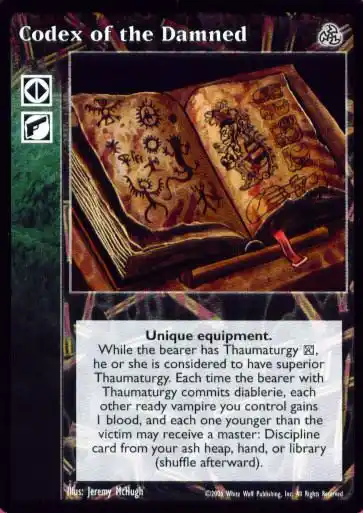 Codex of the Damned
Unique equipment.
While the bearer has Thaumaturgy,
he or she is considered to have superior
Thaumaturgy. Each time the bearer with
Thaumaturgy commits diablerie, each
other ready vampire you control gains
1 blood, and each one younger than the
victim may receive a master: Discipline
card from your ash heap, hand, or library
(shuffle afterward).
Illus: Jeremy McHugh
©2006 White Wolf Publishing, Inc. All Rights Reserved